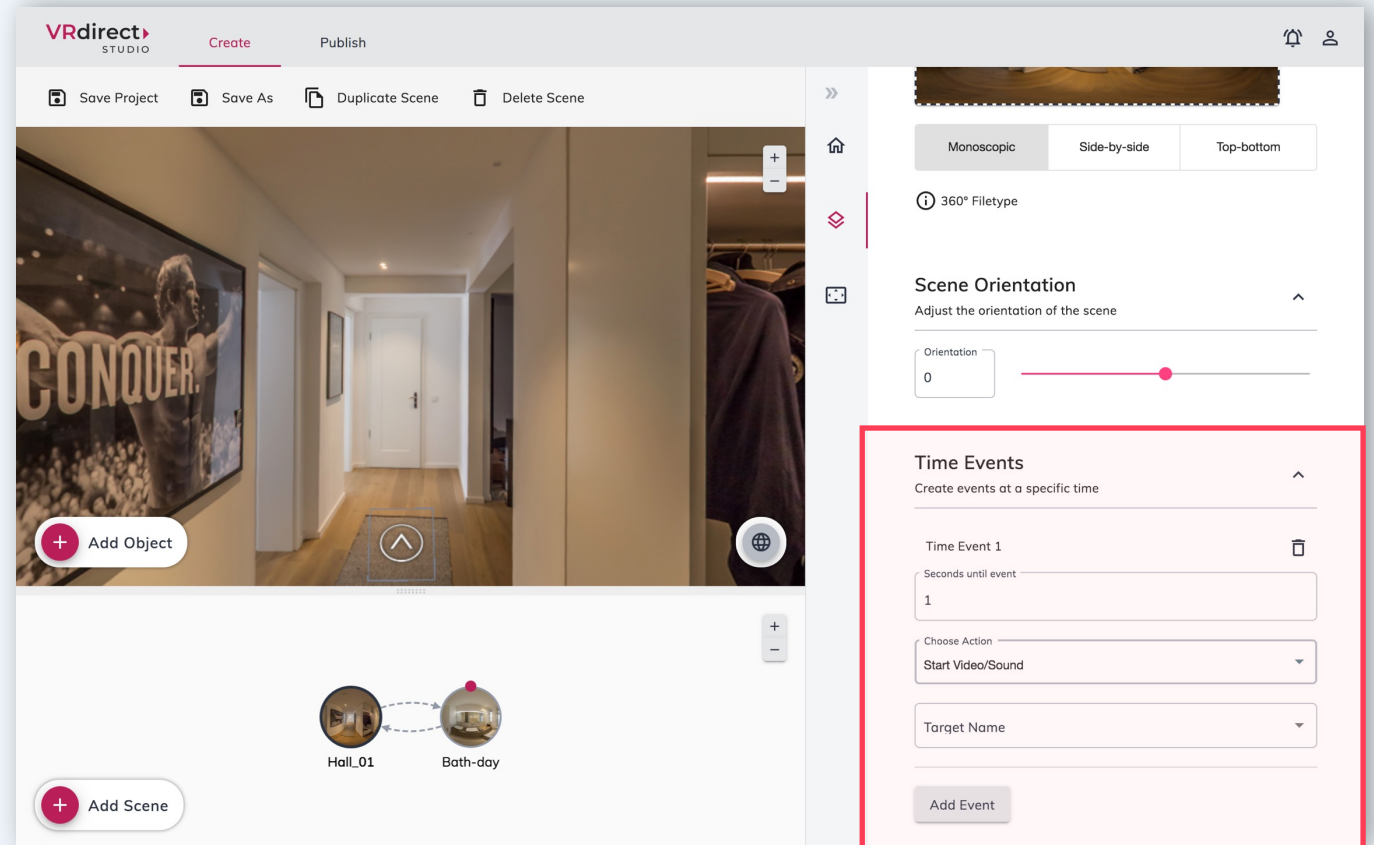 VRdirect
STUDIO
Create
Publish
Save Project
Save As
Duplicate Scene
Delete Scene
+
−
CONQUER.
Add Object
+
−
Hall_01
Bath-day
Add Scene
Monoscopic
Side-by-side
Top-bottom
360° Filetype
Scene Orientation
Adjust the orientation of the scene
Orientation
0
Time Events
Create events at a specific time
Time Event 1
Seconds until event
1
Choose Action
Start Video/Sound
Target Name
Add Event